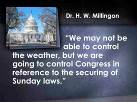 Dr. H. W. Millingon
"We may not be
able to control
the weather, but we are
going to control Congress in
reference to the securing of
Sunday laws."